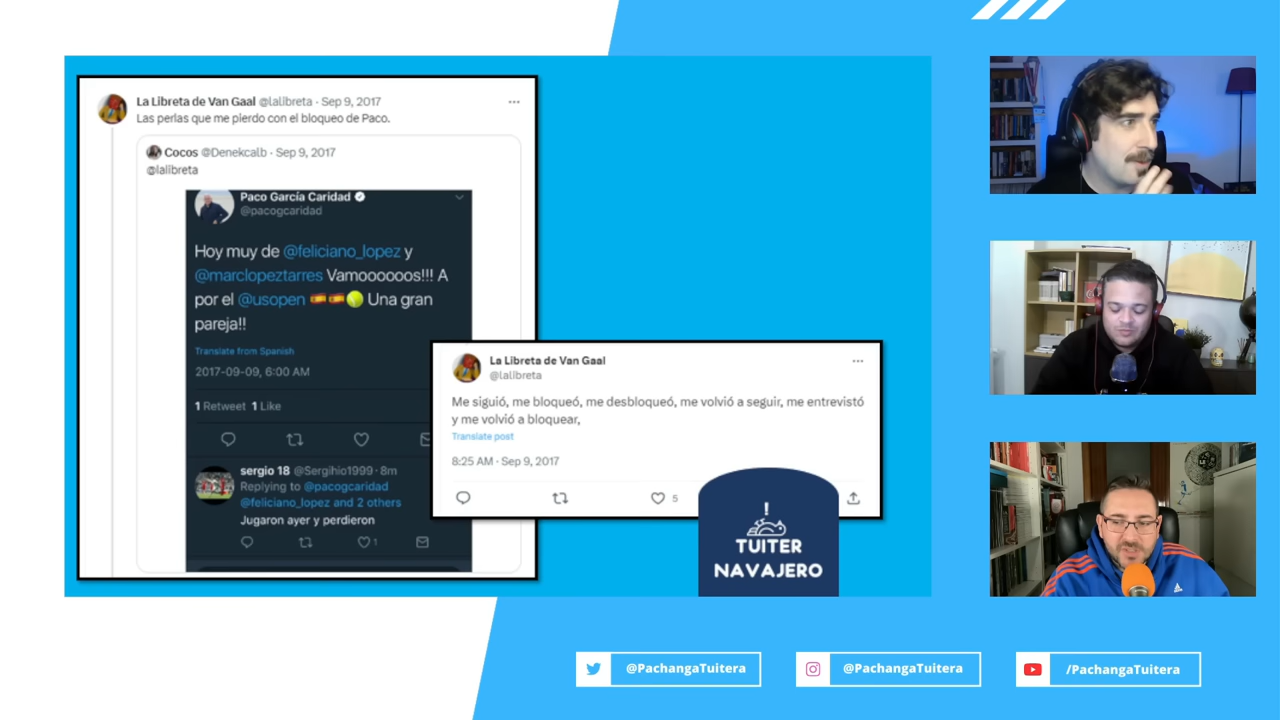 La Libreta de Van Gaal @lalibreta · Sep 9, 2017
Las perlas que me pierdo con el bloqueo de Paco.
Cocos @Denekcalb · Sep 9, 2017
@lalibreta
Paco García Caridad
@pacogcaridad
Hoy muy de @feliciano_lopez y
@marclopeztarres Vamoooooos!!! A
por el @usopen 🇪🇸🇪🇸🎾 Una gran
pareja!!
Translate from Spanish
2017-09-09, 6:00 AM
1 Retweet 1 Like
sergio 18 @Sergihio1999 · 8m
Replying to @pacogcaridad
@feliciano_lopez and 2 others
Jugaron ayer y perdieron
1
La Libreta de Van Gaal
@lalibreta
Me siguió, me bloqueó, me desbloqueó, me volvió a seguir, me entrevistó
y me volvió a bloquear,
Translate post
8:25 AM · Sep 9, 2017
5
!
TUITER
NAVAJERO
@PachangaTuitera
@PachangaTuitera
/PachangaTuitera